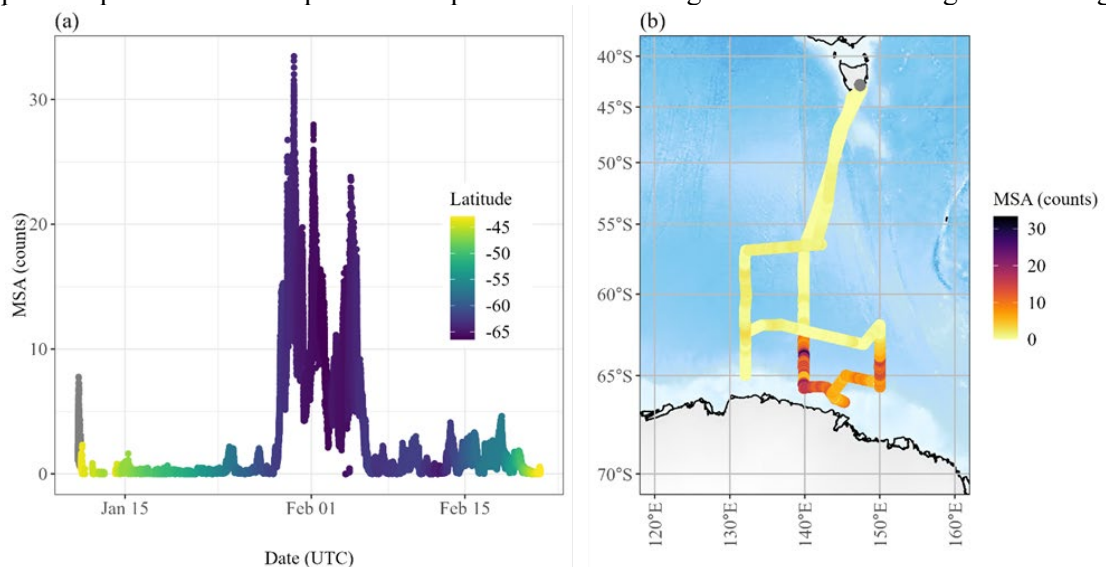 (a)
(b)
MSA (counts)
30
20
10
0
Latitude
-45
-50
-55
-60
-65
Jan 15
Feb 01
Feb 15
Date (UTC)
40°S
45°S
50°S
55°S
60°S
65°S
70°S
120°E
130°E
140°E
150°E
160°E
MSA (counts)
30
20
10
0